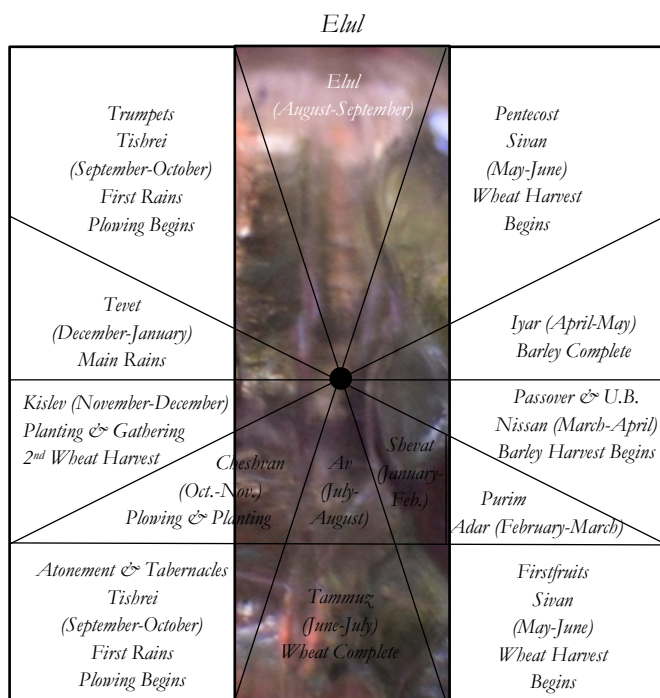 Elul
Elul
(August-September)
Trumpets
Tishrei
(September-October)
First Rains
Plowing Begins
Pentecost
Sivan
(May-June)
Wheat Harvest
Begins
Tevet
(December-January)
Main Rains
Iyar (April-May)
Barley Complete
Kislev (November-December)
Planting & Gathering
2nd Wheat Harvest
Passover & U.B.
Nissan (March-April)
Barley Harvest Begins
Cheshvan
(Oct.-Nov.)
Plowing & Planting
Av
(July-
August)
Shevat
(January-
Feb.)
Purim
Adar (February-March)
Atonement & Tabernacles
Tishrei
(September-October)
First Rains
Plowing Begins
Tammuz
(June-July)
Wheat Complete
Firstfruits
Sivan
(May-June)
Wheat Harvest
Begins